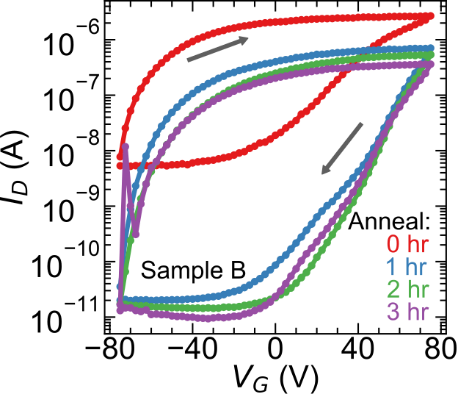 10⁻⁶
10⁻⁷
10⁻⁸
10⁻⁹
10⁻¹⁰
10⁻¹¹
I_D (A)
Sample B
Anneal:
0 hr
1 hr
2 hr
3 hr
−80 −40 0 40 80
V_G (V)